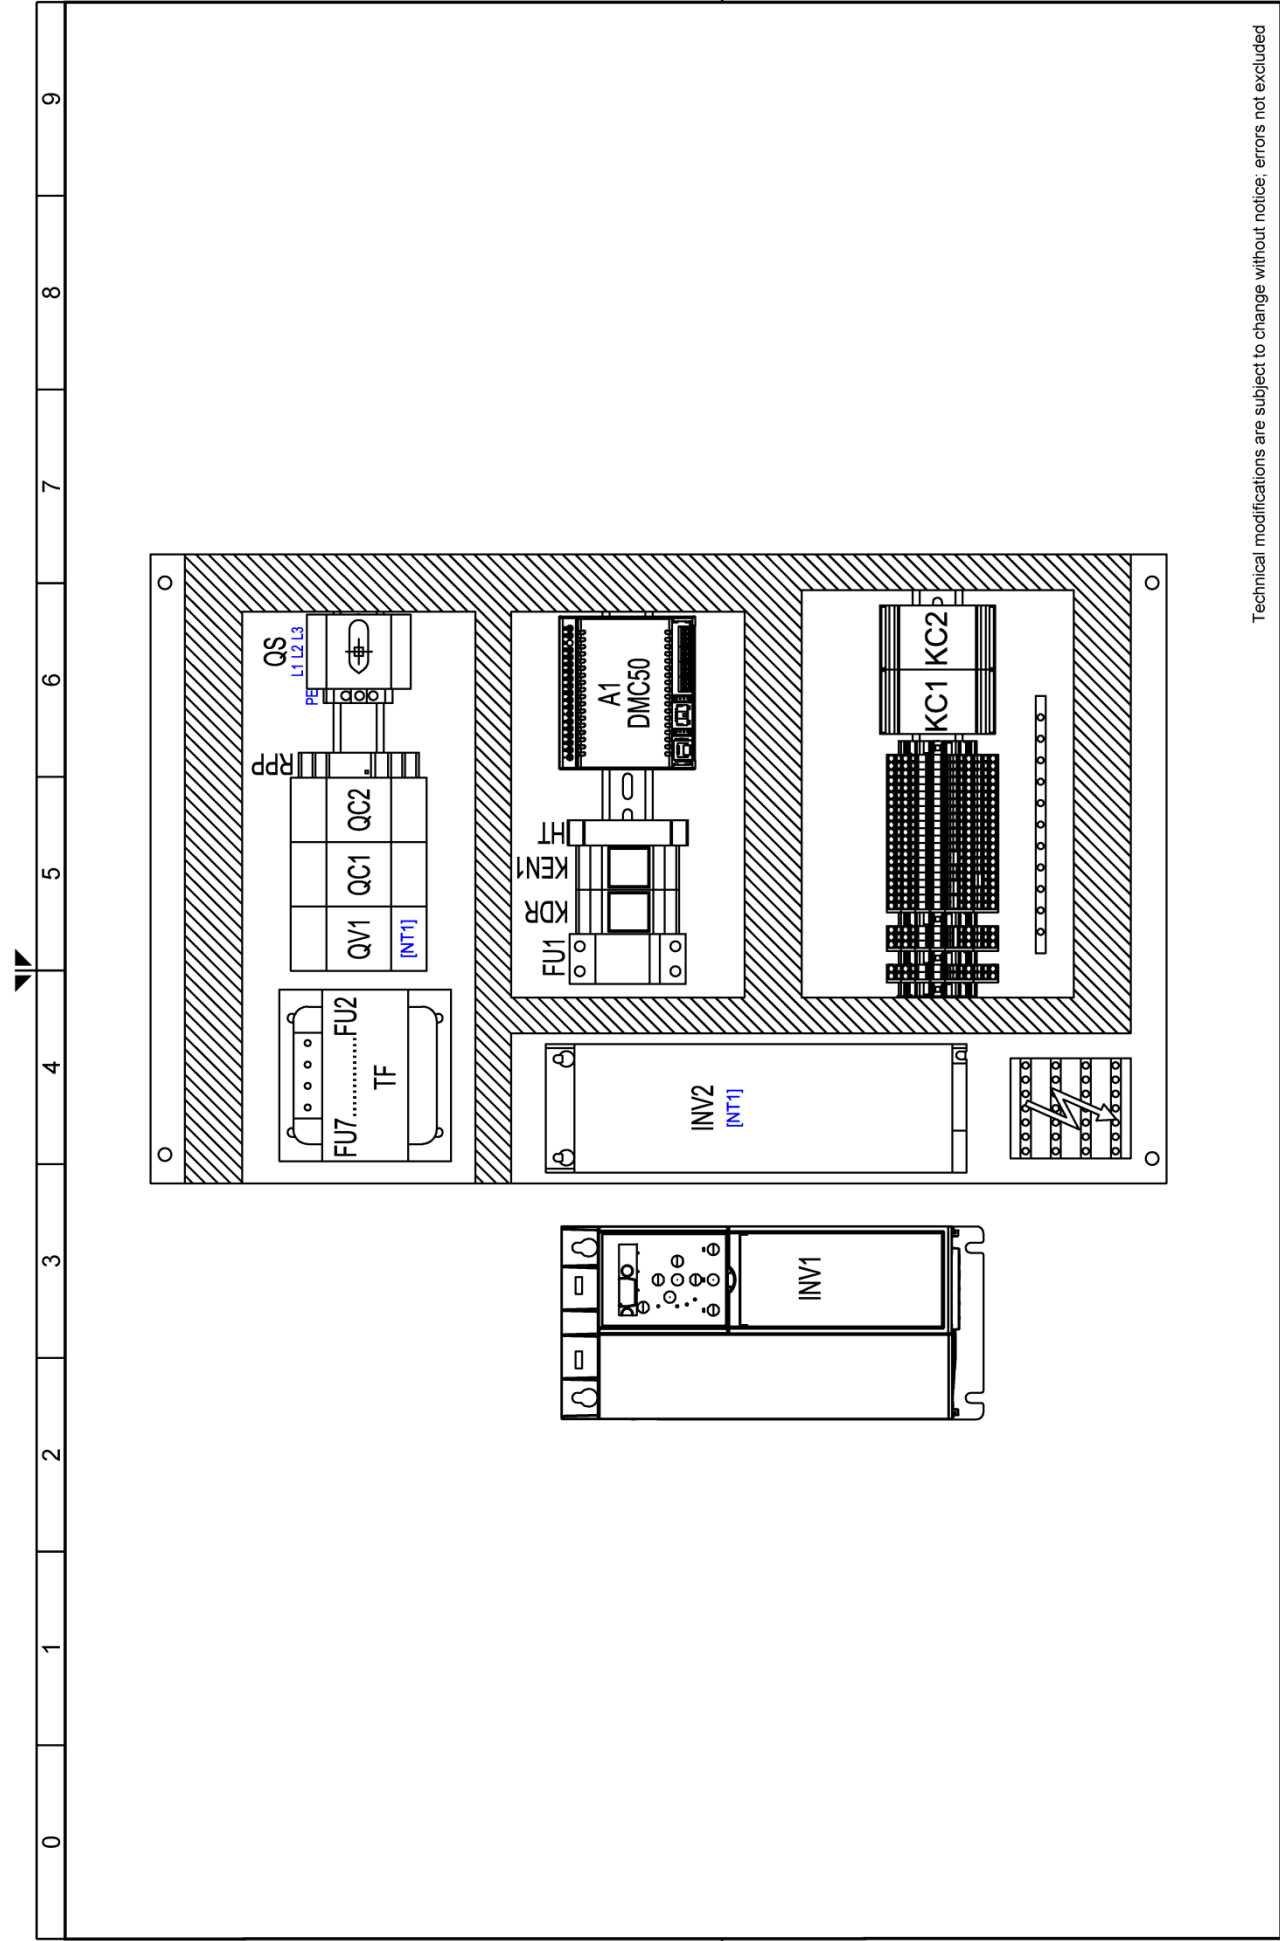 0 1 2 3 4 5 6 7 8 9
FU7 FU2
TF
QV1 QC1 QC2
[NT1]
RPP
QS
L1 L2 L3
PE
FU1
KDR
KEN1
HT
A1
DMC50
INV1
INV2
[NT1]
KC1 KC2
Technical modifications are subject to change without notice; errors not excluded